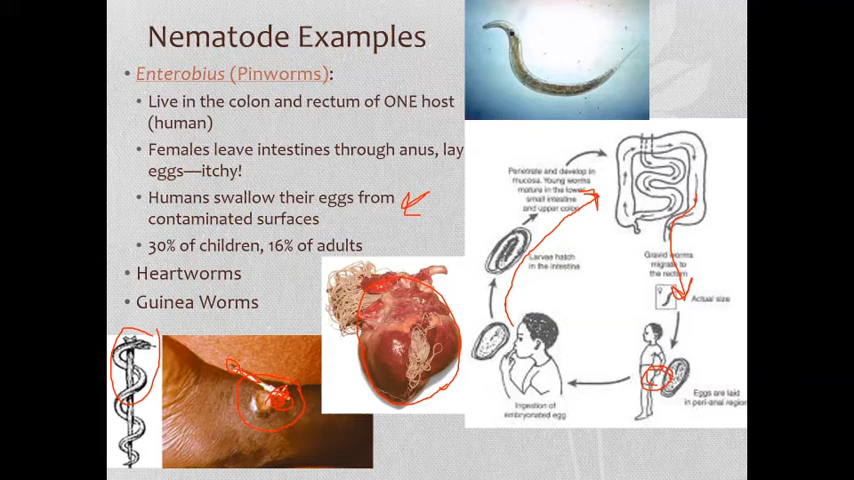 Nematode Examples
• Enterobius (Pinworms):
• Live in the colon and rectum of ONE host
(human)
• Females leave intestines through anus, lay
eggs—itchy!
• Humans swallow their eggs from
contaminated surfaces
• 30% of children, 16% of adults
• Heartworms
• Guinea Worms
Penetrate and develop in
mucosa. Young worms
mature in the lower
small intestine
and upper colon
Larvae hatch
in the intestina
Gravid worms
migrate to
the rectum
Actual size
Eggs are laid
in peri-anal region
Ingestion of
embryonated egg